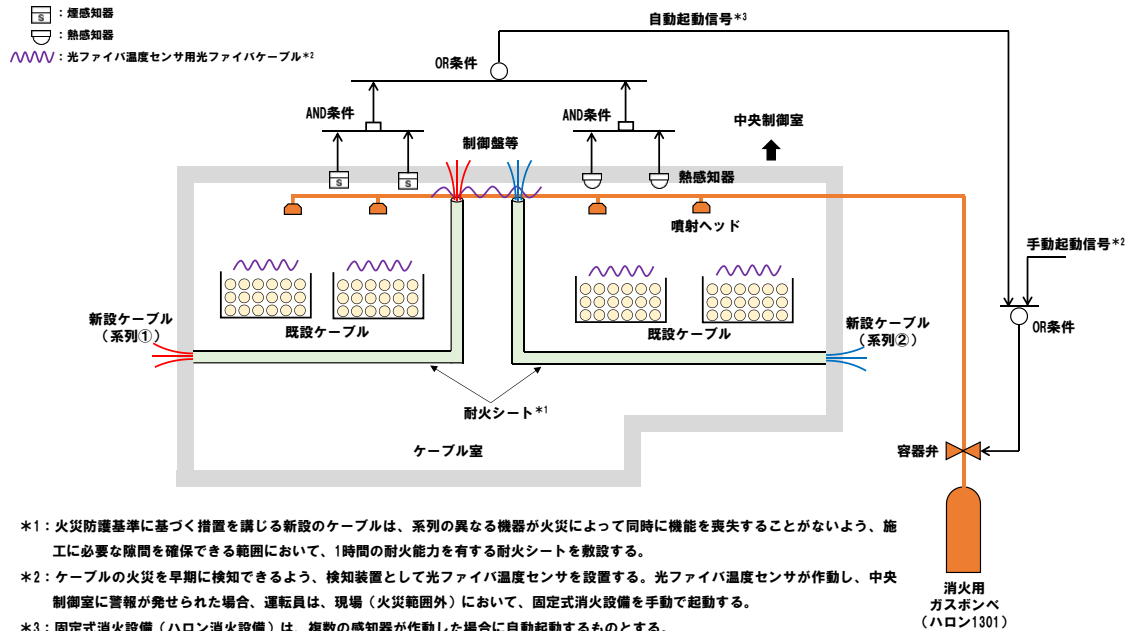 S：煙感知器
：熱感知器
：光ファイバ温度センサ用光ファイバケーブル*2
自動起動信号*3
OR条件
AND条件
AND条件
中央制御室
制御盤等
S
S
熱感知器
噴射ヘッド
手動起動信号*2
新設ケーブル
（系列①）
既設ケーブル
既設ケーブル
新設ケーブル
（系列②）
OR条件
耐火シート*1
ケーブル室
容器弁
消火用
ガスボンベ
（ハロン1301）
*1：火災防護基準に基づく措置を講じる新設のケーブルは、系列の異なる機器が火災によって同時に機能を喪失することがないよう、施
工に必要な隙間を確保できる範囲において、1時間の耐火能力を有する耐火シートを敷設する。
*2：ケーブルの火災を早期に検知できるよう、検知装置として光ファイバ温度センサを設置する。光ファイバ温度センサが作動し、中央
制御室に警報が発せられた場合、運転員は、現場（火災範囲外）において、固定式消火設備を手動で起動する。
*3：固定式消火設備（ハロン消火設備）は、複数の感知器が作動した場合に自動起動するものとする。